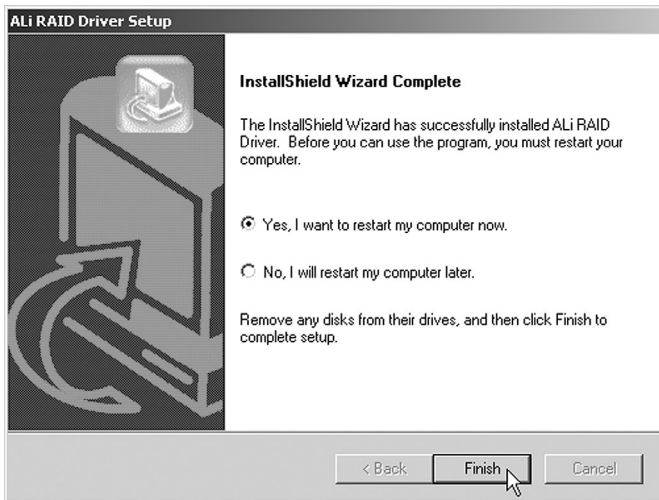 ALi RAID Driver Setup
InstallShield Wizard Complete
The InstallShield Wizard has successfully installed ALi RAID
Driver. Before you can use the program, you must restart your
computer.
Yes, I want to restart my computer now.
No, I will restart my computer later.
Remove any disks from their drives, and then click Finish to
complete setup.
< Back
Finish
Cancel